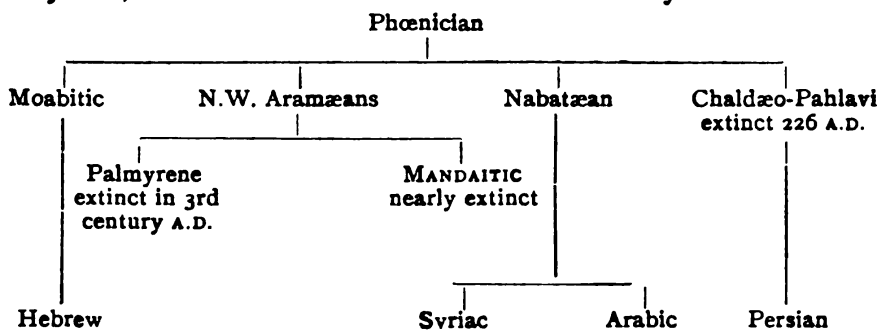 Phœnician
Moabitic N.W. Aramæans Nabatæan Chaldæo-Pahlavi
extinct 226 A.D.
Palmyrene
extinct in 3rd
century A.D.
MANDAITIC
nearly extinct
Hebrew Syriac Arabic Persian